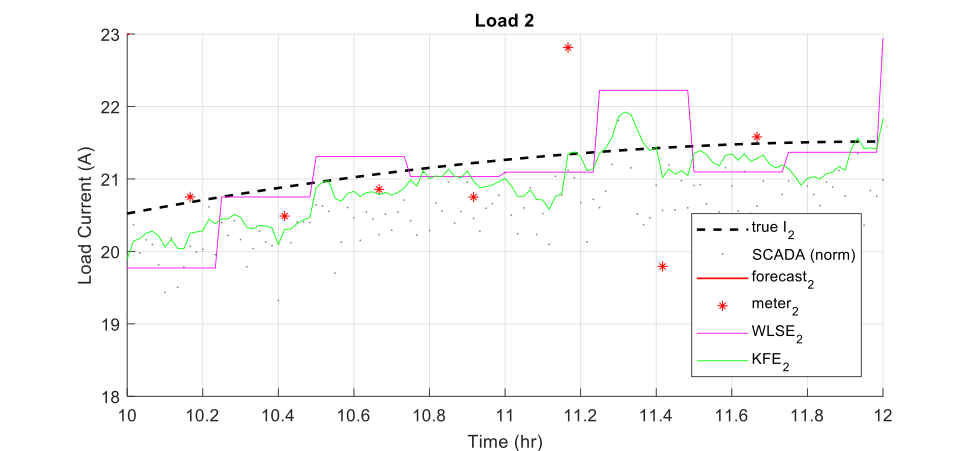 Load 2
Load Current (A)
23
22
21
20
19
18
true I2
SCADA (norm)
forecast2
meter2
WLSE2
KFE2
10
10.2
10.4
10.6
10.8
11
11.2
11.4
11.6
11.8
12
Time (hr)